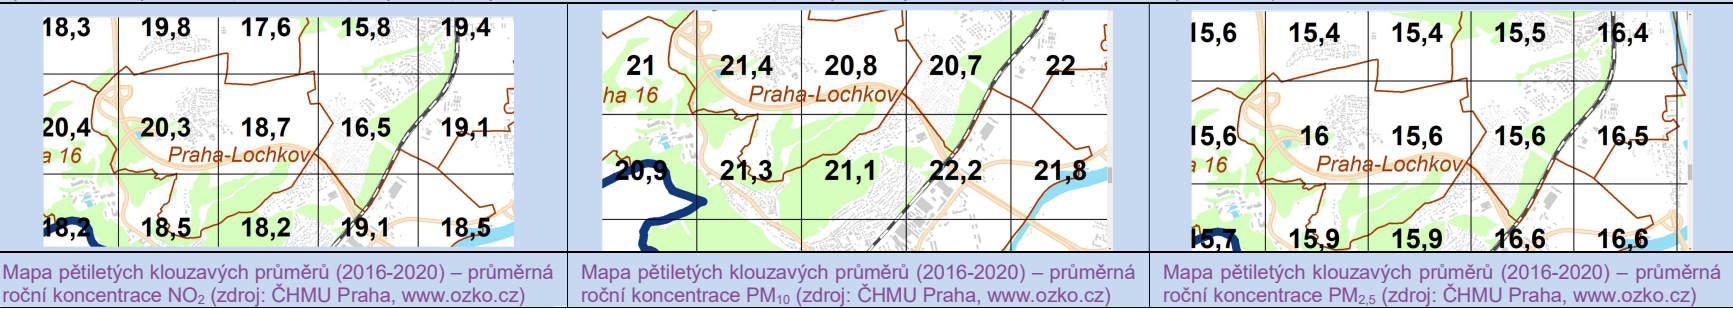 18,3 19,8 17,6 15,8 19,4
20,4 20,3 18,7 16,5 19,1
a 16 Praha-Lochkov
18,2 18,5 18,2 19,1 18,5
Mapa pětiletých klouzavých průměrů (2016-2020) – průměrná
roční koncentrace NO₂ (zdroj: ČHMU Praha, www.ozko.cz)
21 21,4 20,8 20,7 22
ha 16 Praha-Lochkov
20,9 21,3 21,1 22,2 21,8
Mapa pětiletých klouzavých průměrů (2016-2020) – průměrná
roční koncentrace PM₁₀ (zdroj: ČHMU Praha, www.ozko.cz)
15,6 15,4 15,4 15,5 16,4
15,6 16 15,6 15,6 16,5
a 16 Praha-Lochkov
15,7 15,9 15,9 16,6 16,6
Mapa pětiletých klouzavých průměrů (2016-2020) – průměrná
roční koncentrace PM₂,₅ (zdroj: ČHMU Praha, www.ozko.cz)